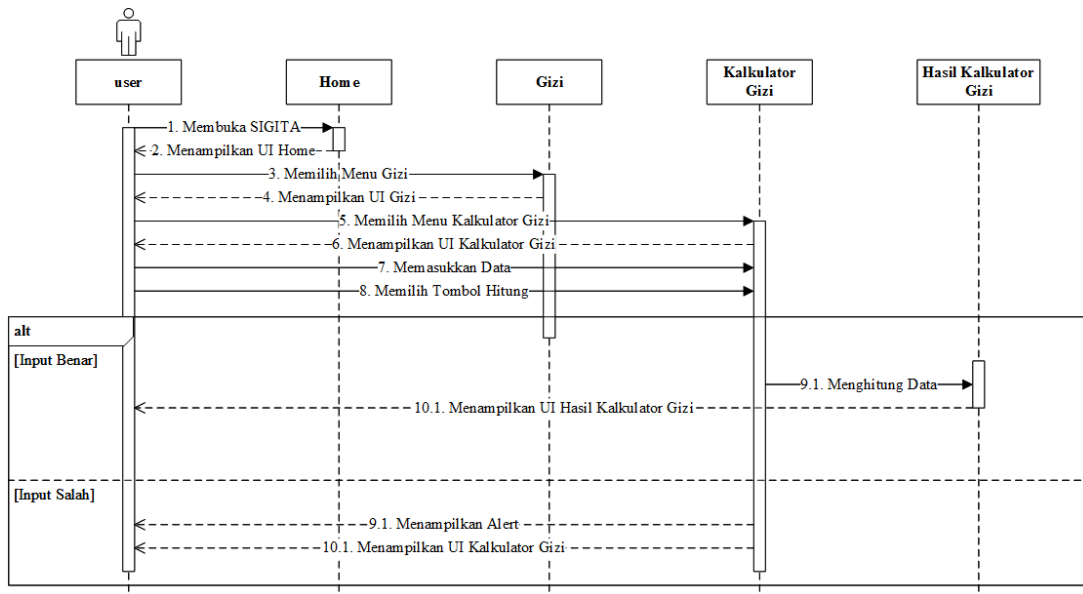 user
Home
Gizi
Kalkulator
Gizi
Hasil Kalkulator
Gizi
1. Membuka SIGITA
2. Menampilkan UI Home
3. Memilih Menu Gizi
4. Menampilkan UI Gizi
5. Memilih Menu Kalkulator Gizi
6. Menampilkan UI Kalkulator Gizi
7. Memasukkan Data
8. Memilih Tombol Hitung
alt
[Input Benar]
9.1. Menghitung Data
10.1. Menampilkan UI Hasil Kalkulator Gizi
[Input Salah]
9.1. Menampilkan Alert
10.1. Menampilkan UI Kalkulator Gizi